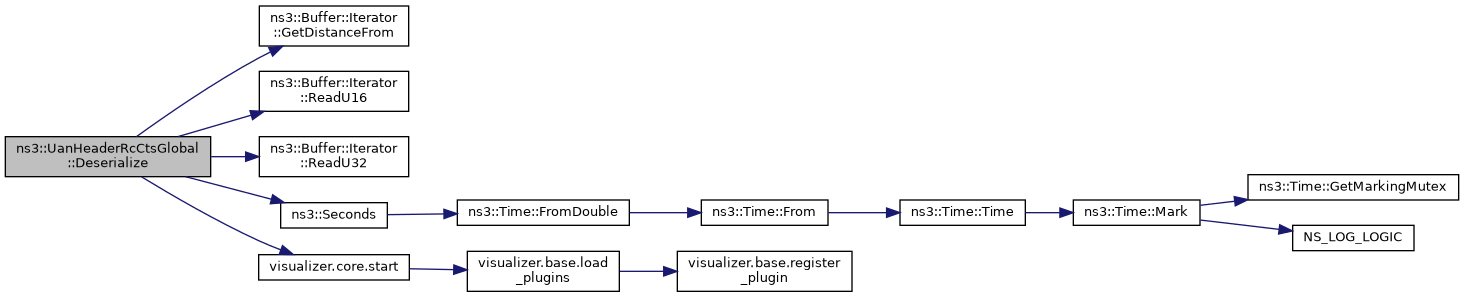 ns3::Buffer::Iterator
::GetDistanceFrom
ns3::Buffer::Iterator
::ReadU16
ns3::UanHeaderRcCtsGlobal
::Deserialize
ns3::Buffer::Iterator
::ReadU32
ns3::Seconds
ns3::Time::FromDouble
ns3::Time::From
ns3::Time::Time
ns3::Time::Mark
ns3::Time::GetMarkingMutex
NS_LOG_LOGIC
visualizer.core.start
visualizer.base.load
_plugins
visualizer.base.register
_plugin